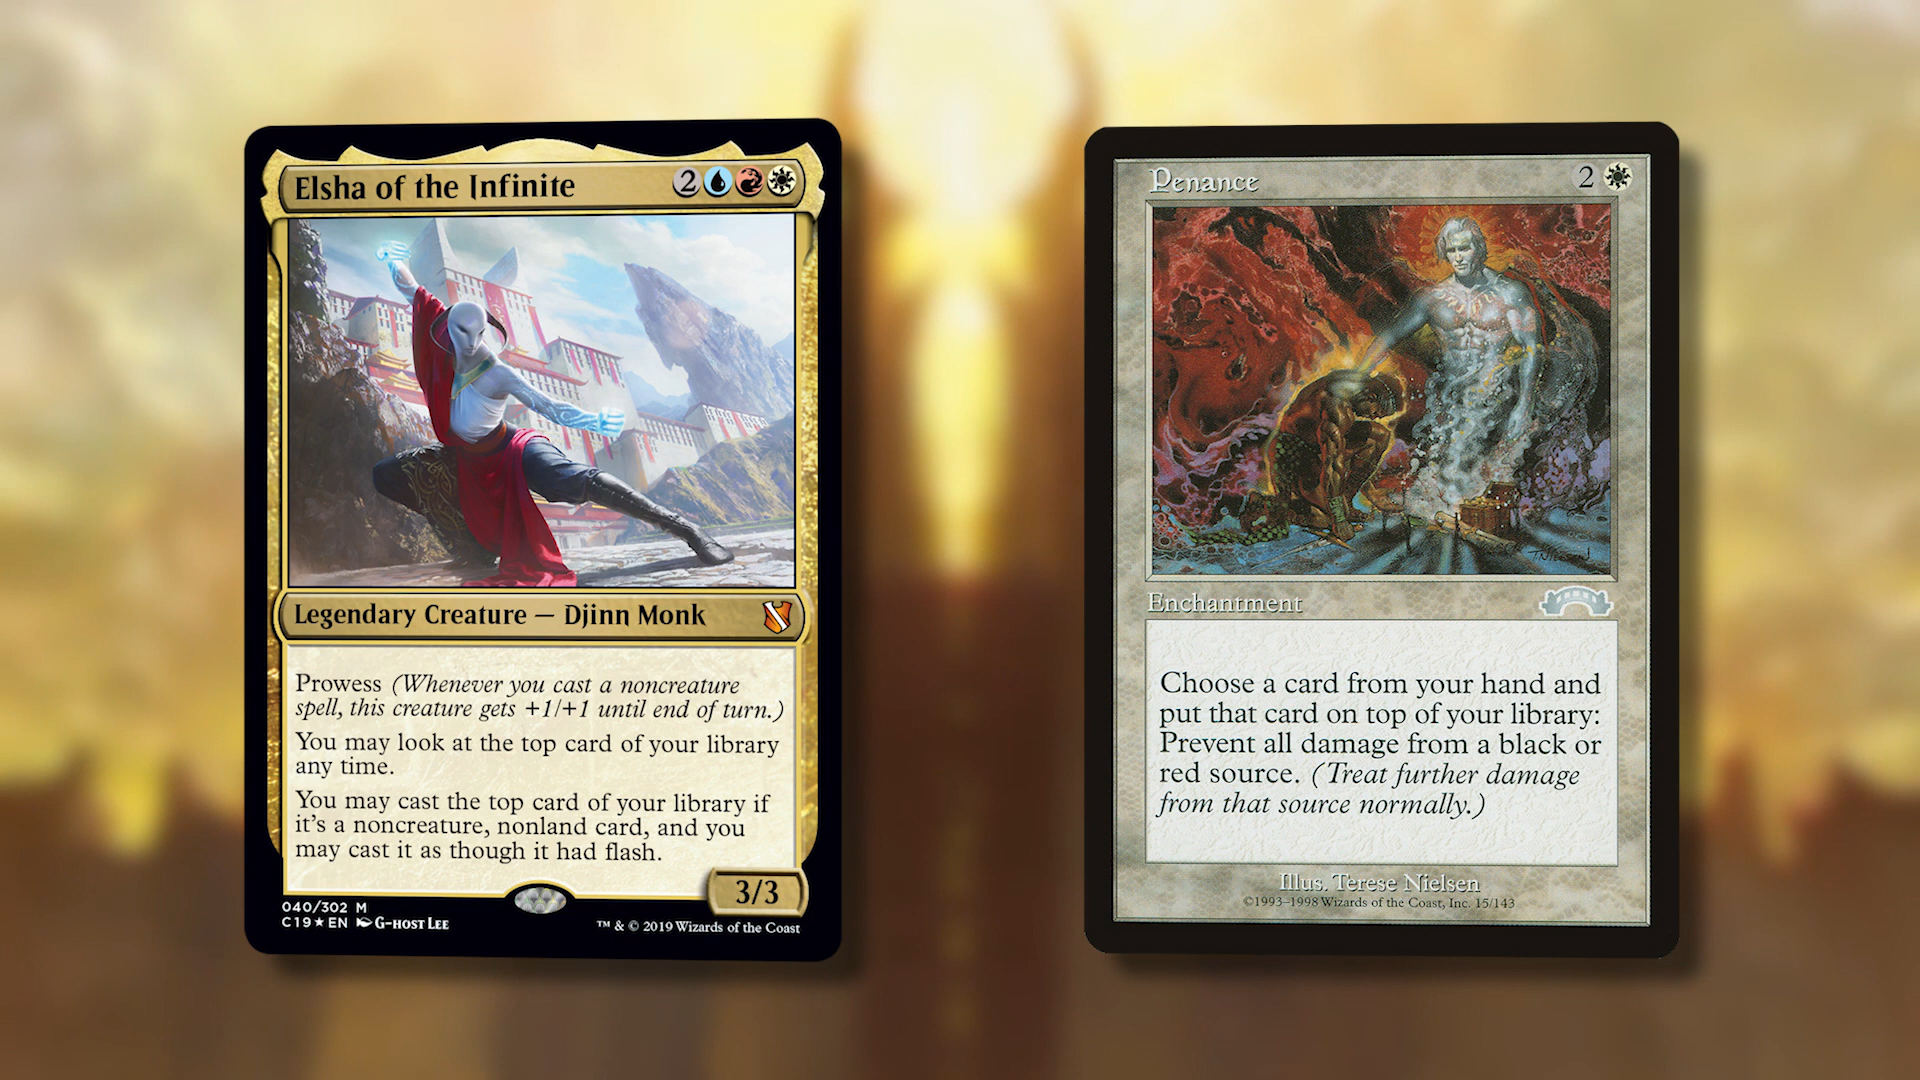 Elsha of the Infinite
2
Legendary Creature — Djinn Monk
Prowess (Whenever you cast a noncreature
spell, this creature gets +1/+1 until end of turn.)
You may look at the top card of your library
any time.
You may cast the top card of your library if
it's a noncreature, nonland card, and you
may cast it as though it had flash.
3/3
040/302 M
C19★EN G-host Lee
™ & © 2019 Wizards of the Coast
Penance
2
T. Nielsen
Enchantment
Choose a card from your hand and
put that card on top of your library:
Prevent all damage from a black or
red source. (Treat further damage
from that source normally.)
Illus. Terese Nielsen
©1993–1998 Wizards of the Coast, Inc. 15/143